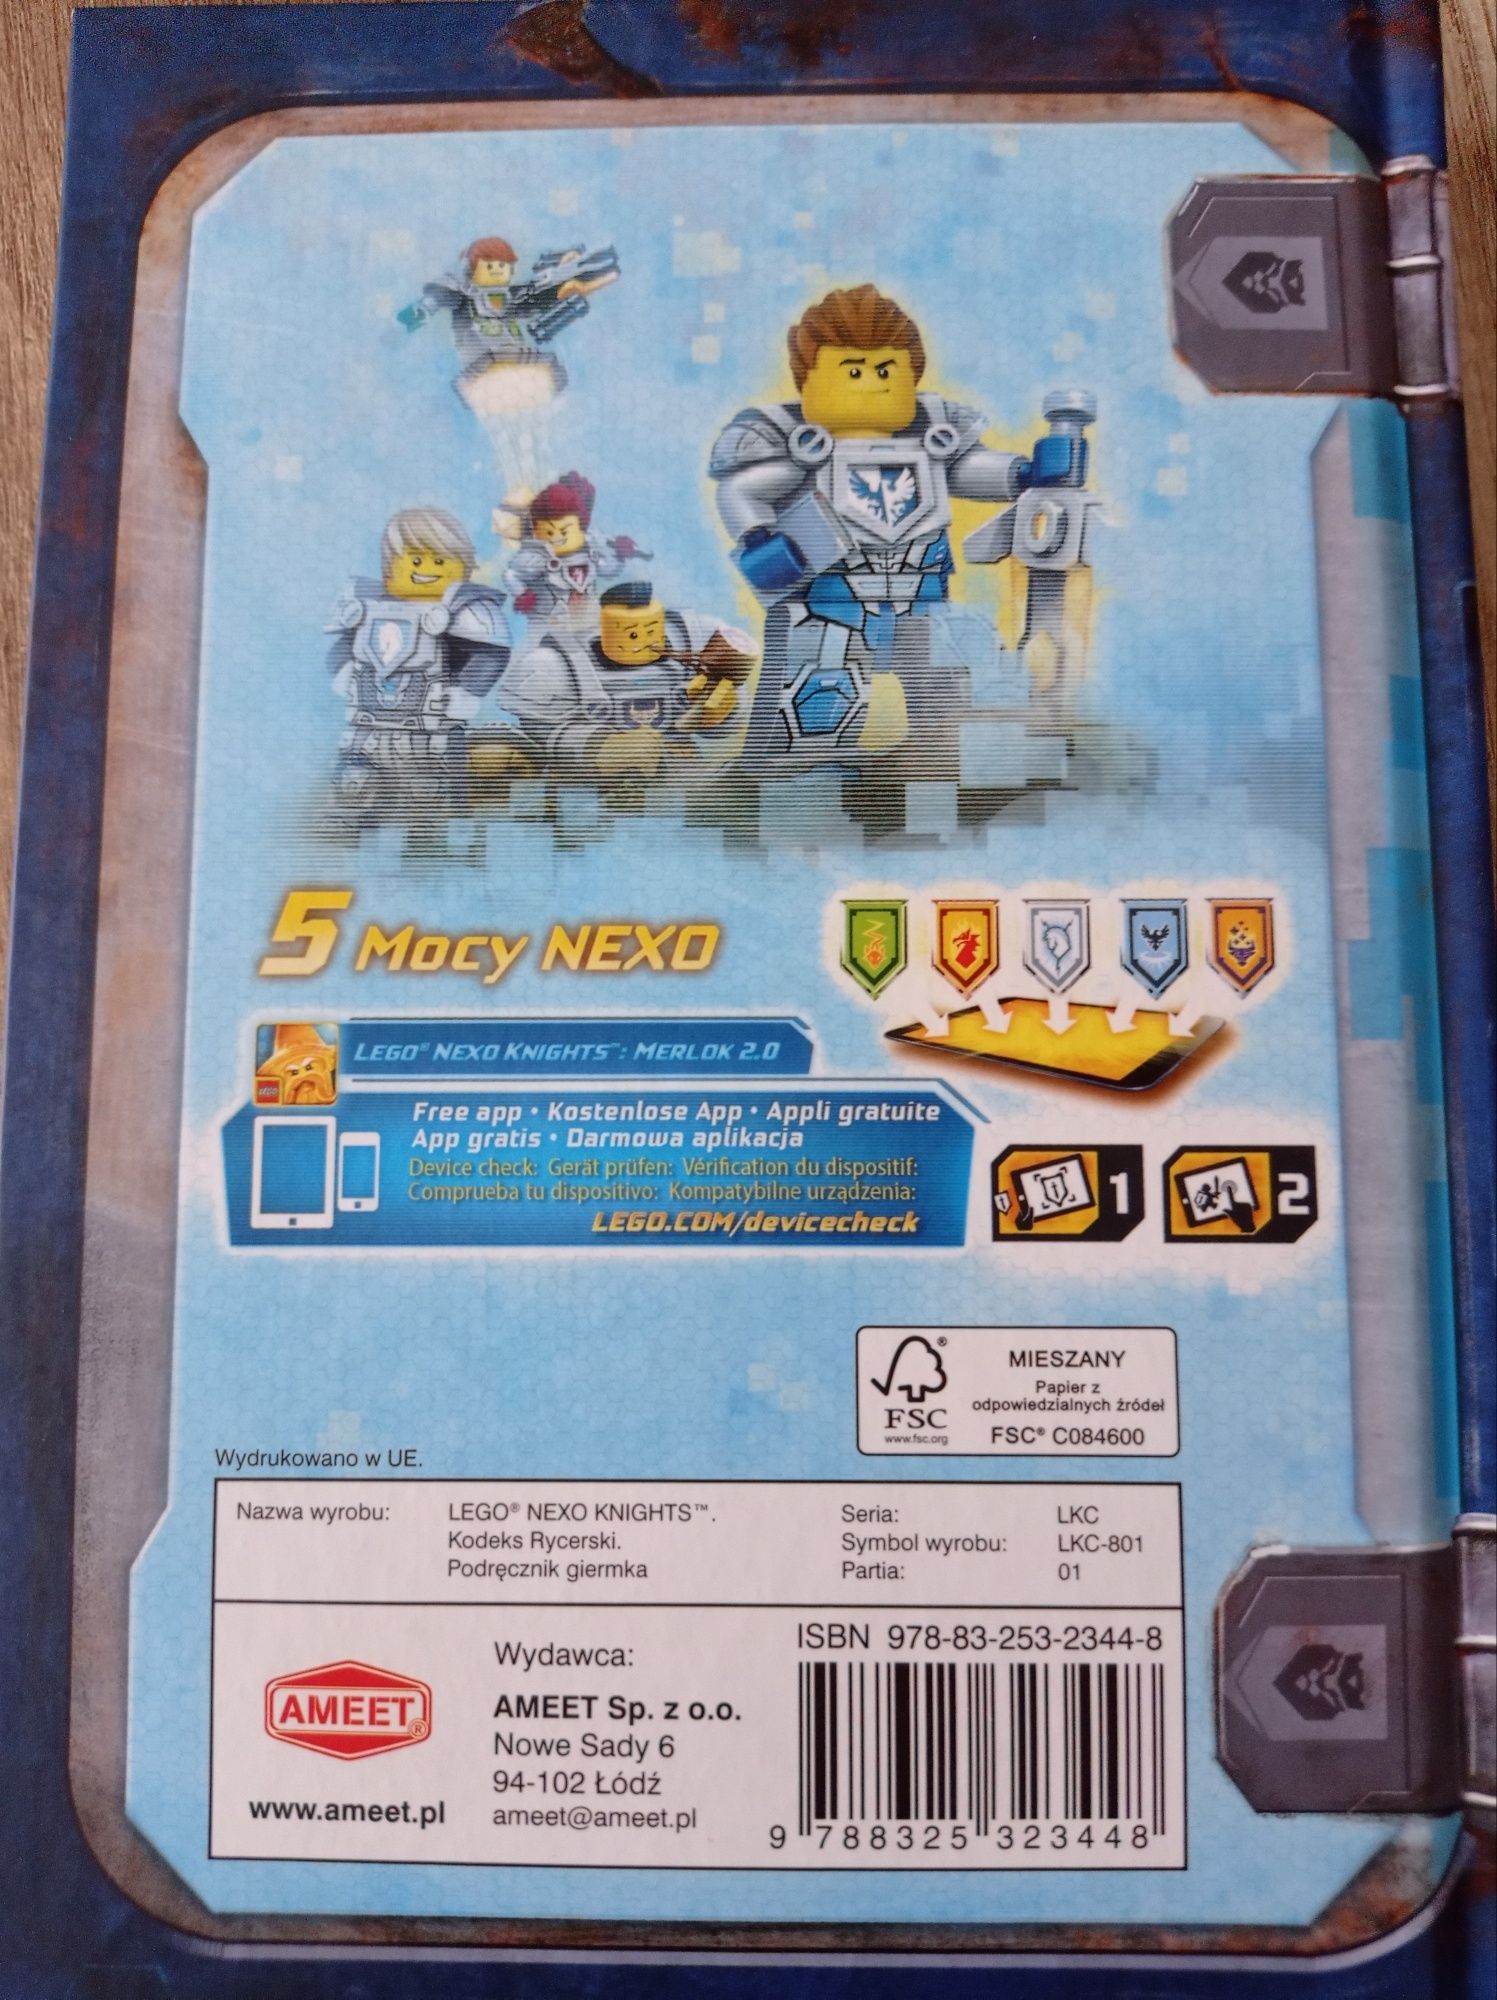 5 Mocy NEXO
LEGO® NEXO KNIGHTS™: MERLOK 2.0
LEGO
Free app • Kostenlose App • Appli gratuite
App gratis • Darmowa aplikacja
Device check: Gerät prüfen: Vérification du dispositif:
Comprueba tu dispositivo: Kompatybilne urządzenia:
LEGO.COM/devicecheck
1
2
FSC®
www.fsc.org
MIESZANY
Papier z
odpowiedzialnych źródeł
FSC® C084600
Wydrukowano w UE.
Nazwa wyrobu: LEGO® NEXO KNIGHTS™.
Kodeks Rycerski.
Podręcznik giermka
Seria: LKC
Symbol wyrobu: LKC-801
Partia: 01
AMEET®
www.ameet.pl
Wydawca:
AMEET Sp. z o.o.
Nowe Sady 6
94-102 Łódź
ameet@ameet.pl
ISBN 978-83-253-2344-8
9 788325 323448